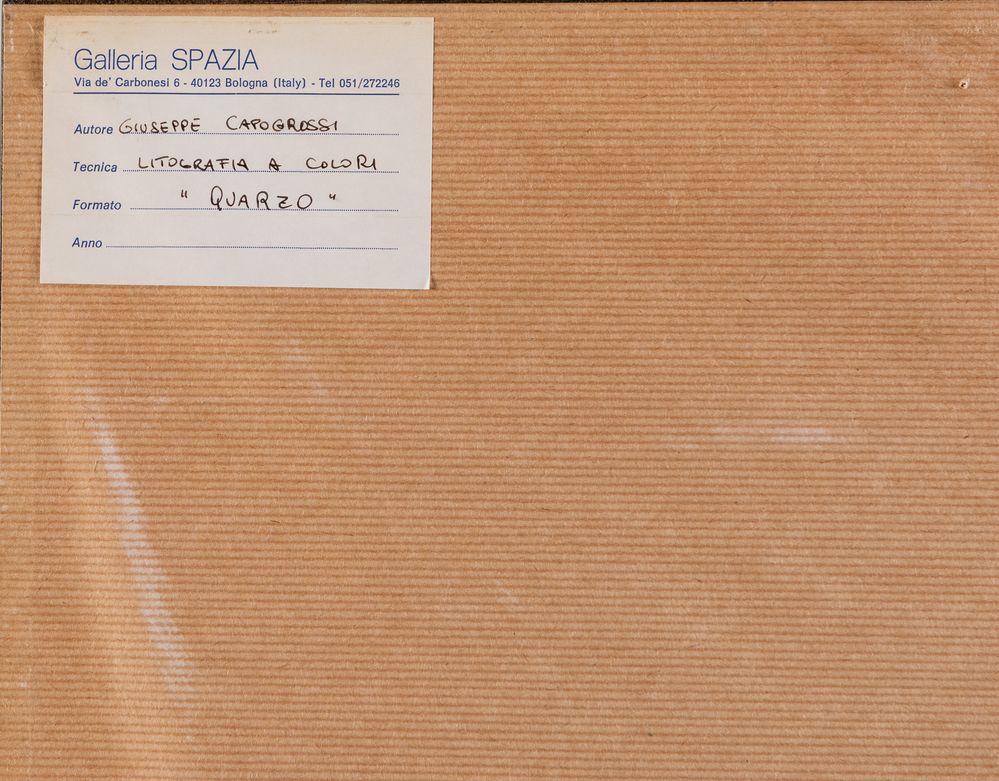 Galleria SPAZIA
Via de' Carbonesi 6 - 40123 Bologna (Italy) - Tel 051/272246
Autore GIUSEPPE CAPOGROSSI
Tecnica LITOGRAFIA A COLORI
Formato " QUARZO "
Anno